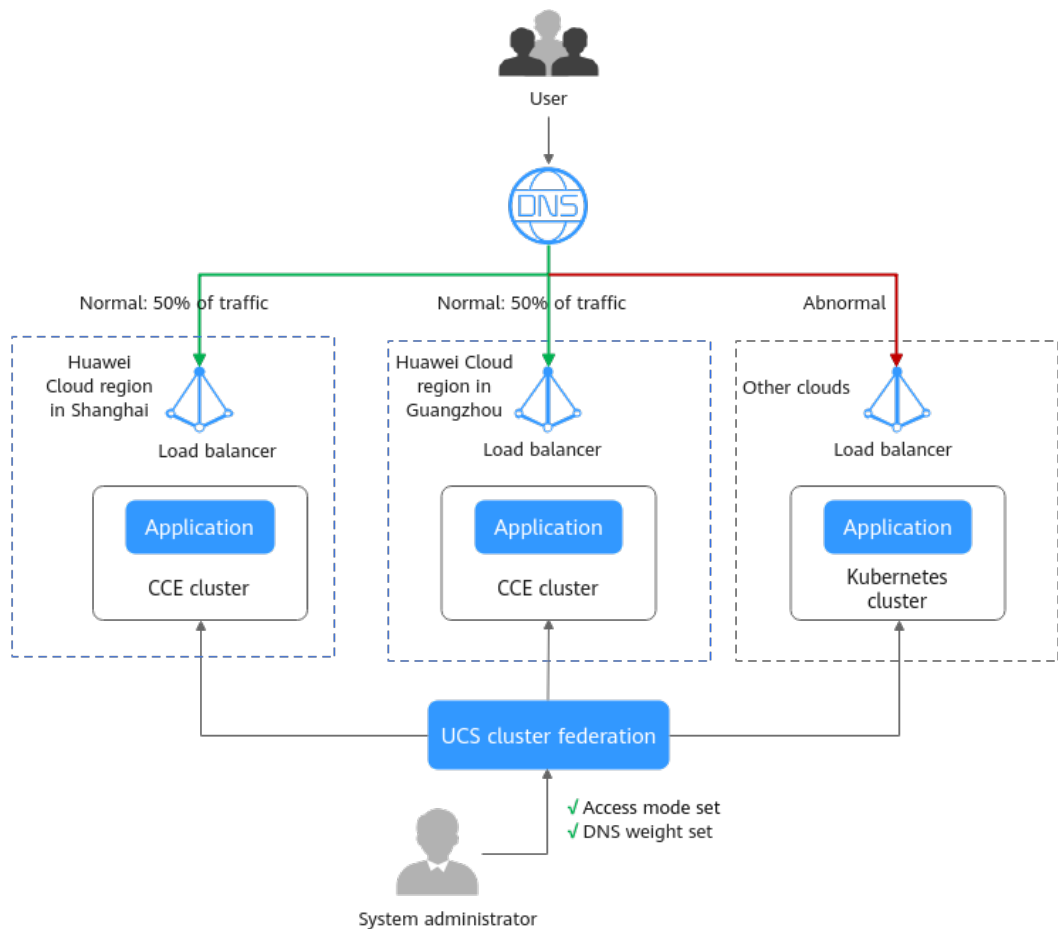 User
DNS
Normal: 50% of traffic
Normal: 50% of traffic
Abnormal
Huawei
Cloud region
in Shanghai
Load balancer
Huawei Cloud
region in
Guangzhou
Load balancer
Other clouds
Load balancer
Application
CCE cluster
Application
CCE cluster
Application
Kubernetes
cluster
UCS cluster federation
√ Access mode set
√ DNS weight set
System administrator